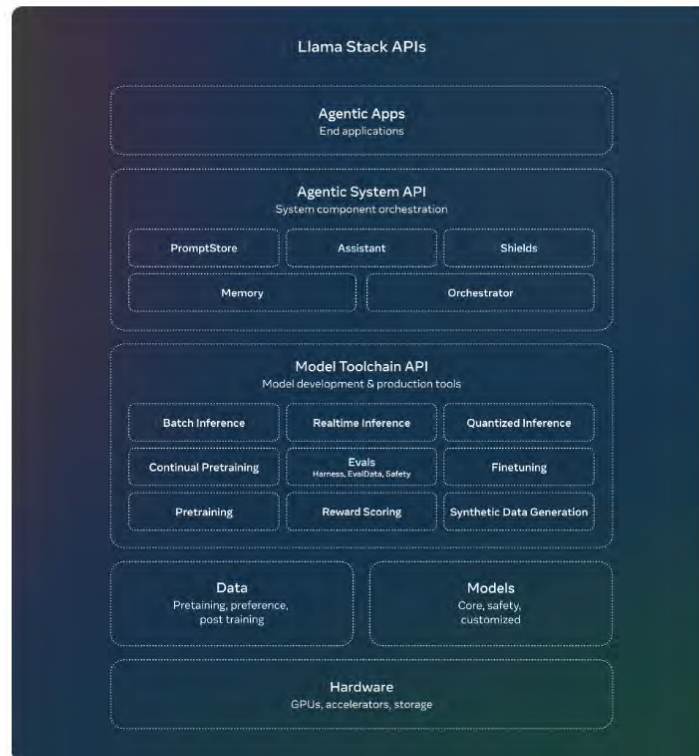 Llama Stack APIs
Agentic Apps
End applications
Agentic System API
System component orchestration
PromptStore
Assistant
Shields
Memory
Orchestrator
Model Toolchain API
Model development & production tools
Batch Inference
Realtime Inference
Quantized Inference
Continual Pretraining
Evals
Harness, EvalData, Safety
Finetuning
Pretraining
Reward Scoring
Synthetic Data Generation
Data
Pretaining, preference,
post training
Models
Core, safety,
customized
Hardware
GPUs, accelerators, storage